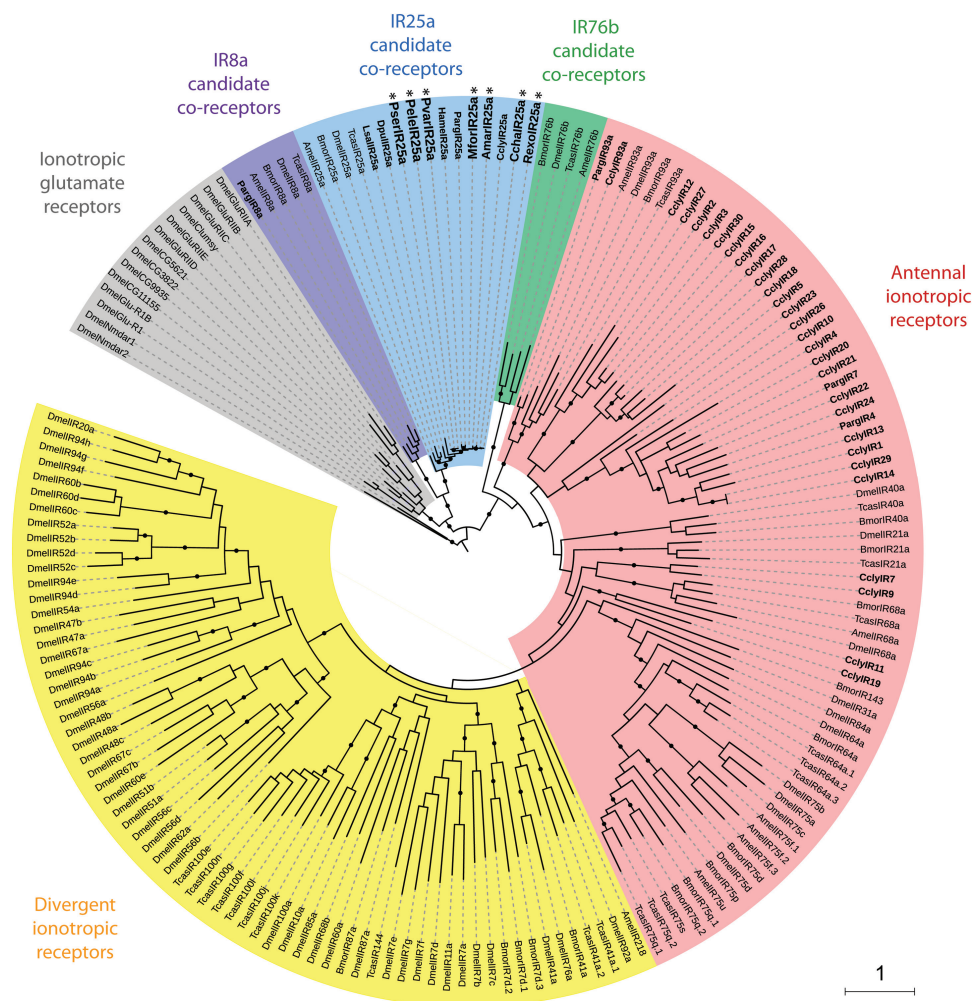 IR25a
candidate
co-receptors
IR76b
candidate
co-receptors
IR8a
candidate
co-receptors
Ionotropic
glutamate
receptors
Antennal
ionotropic
receptors
Divergent
ionotropic
receptors
DmelNmdar2
DmelNmdar1
DmelGlu-R1
DmelGlu-R1B
DmelCG11155
DmelCG9935
DmelCG3822
DmelCG5621
DmelGluRIID
DmelGluRIIE
DmelClumsy
DmelGluRIIC
DmelGluRIIB
DmelGluRIIA
PargIR8a
AmelIR8a
BmorIR8a
DmelIR8a
TcasIR8a
AmelIR25a
BmorIR25a
DmelIR25a
TcasIR25a
LsalIR25a
DpulIR25a
PserIR25a *
PeleIR25a *
PvarIR25a *
HameIR25a
PargIR25a
MgorIR25a *
AmarIR25a *
CclyIR25a
CchaIR25a *
RexoIR25a *
BmorIR76b
DmelIR76b
TcasIR76b
AmelIR76b
PargIR93a
CclyIR93a
AmelIR93a
DmelIR93a
BmorIR93a
TcasIR93a
CclyIR12
CclyIR27
CclyIR2
CclyIR3
CclyIR30
CclyIR15
CclyIR16
CclyIR17
CclyIR28
CclyIR18
CclyIR5
CclyIR23
CclyIR26
CclyIR10
CclyIR4
CclyIR20
CclyIR21
PargIR7
CclyIR22
CclyIR24
PargIR4
CclyIR13
CclyIR1
CclyIR29
CclyIR14
DmelIR40a
TcasIR40a
BmorIR40a
DmelIR21a
BmorIR21a
TcasIR21a
CclyIR7
CclyIR9
BmorIR68a
TcasIR68a
AmelIR68a
DmelIR68a
CclyIR11
CclyIR19
BmorIR143
DmelIR31a
DmelIR84a
DmelIR64a
BmorIR64a
TcasIR64a.1
TcasIR64a.2
TcasIR64a.3
DmelIR75b
DmelIR75a
DmelIR75c
AmelIR75f.1
AmelIR75f.2
AmelIR75f.3
BmorIR75d
DmelIR75d
BmorIR75p
AmelIR75u
BmorIR75q.1
BmorIR75q.2
TcasIR75s
TcasIR75q.2
TcasIR75q.1
AmelIR218
DmelIR92a
TcasIR41a.1
TcasIR41a.2
BmorIR41a
DmelIR76a
DmelIR41a
BmorIR7d.3
BmorIR7d.1
BmorIR7d.2
DmelIR7c
DmelIR7b
DmelIR7a
DmelIR11a
DmelIR7d
DmelIR7f
DmelIR7g
DmelIR7e
TcasIR144
DmelIR87a
BmorIR87a
DmelIR60a
DmelIR68b
DmelIR85a
DmelIR10a
DmelIR100a
TcasIR100k
TcasIR100j
TcasIR100i
TcasIR100f
TcasIR100g
TcasIR100n
TcasIR100e
DmelIR56b
DmelIR62a
DmelIR56d
DmelIR56c
DmelIR51a
DmelIR51b
DmelIR60e
DmelIR67b
DmelIR67c
DmelIR48c
DmelIR48a
DmelIR48b
DmelIR56a
DmelIR94a
DmelIR94b
DmelIR94c
DmelIR67a
DmelIR47a
DmelIR47b
DmelIR54a
DmelIR94d
DmelIR94e
DmelIR52c
DmelIR52d
DmelIR52b
DmelIR52a
DmelIR60c
DmelIR60d
DmelIR60b
DmelIR94f
DmelIR94g
DmelIR94h
DmelIR20a
1